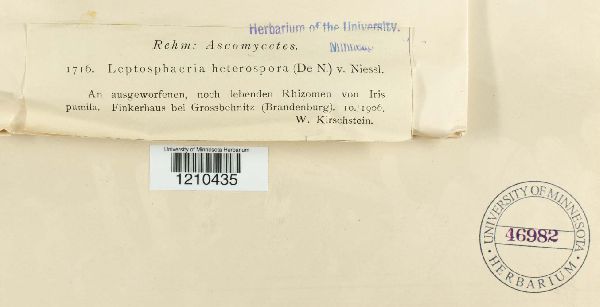 Herbarium of the University.
Rehm: Ascomycetes.
1716. Leptosphaeria heterospora (De N.) v. Niessl.
An ausgeworfenen, noch lebenden Rhizomen von Iris
pumila. Finkerhaus bei Grossbehnitz (Brandenburg). 10. 1906.
W. Kirschstein.
University of Minnesota Herbarium
1210435
UNIVERSITY OF MINNESOTA
46982
HERBARIUM